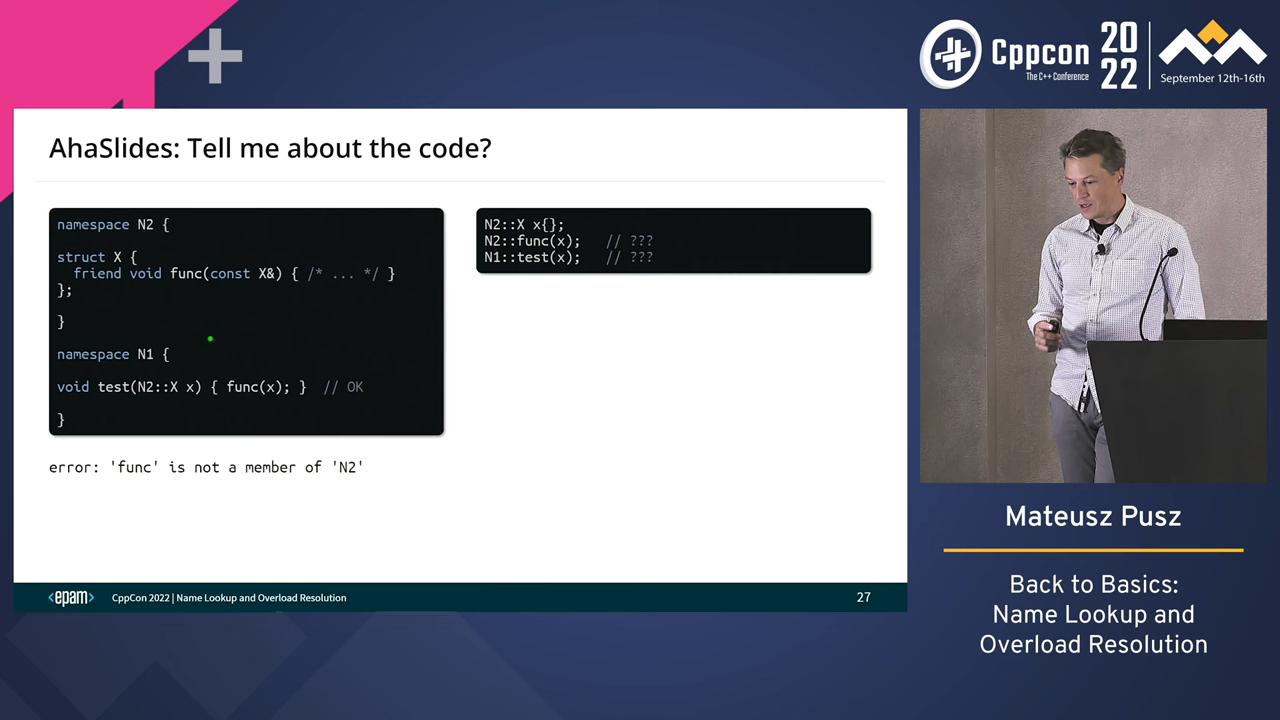 Cppcon
The C++ Conference
20
22
September 12th-16th
AhaSlides: Tell me about the code?
namespace N2 {
struct X {
friend void func(const X&) { /* ... */ }
};
}
namespace N1 {
void test(N2::X x) { func(x); } // OK
}
error: 'func' is not a member of 'N2'
N2::X x{};
N2::func(x); // ???
N1::test(x); // ???
<epam>
CppCon 2022 | Name Lookup and Overload Resolution
27
Mateusz Pusz
Back to Basics:
Name Lookup and
Overload Resolution